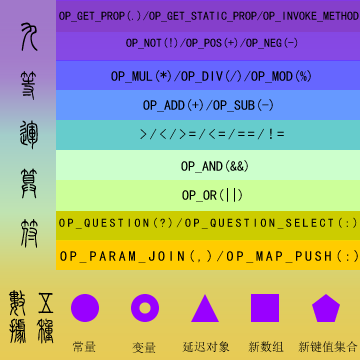 九等運算符
OP_GET_PROP(.)/OP_GET_STATIC_PROP/OP_INVOKE_METHOD
OP_NOT(!)/OP_POS(+)/OP_NEG(-)
OP_MUL(*)/OP_DIV(/)/OP_MOD(%)
OP_ADD(+)/OP_SUB(-)
>/</>=/<=/==/!=
OP_AND(&&)
OP_OR(||)
OP_QUESTION(?)/OP_QUESTION_SELECT(:)
OP_PARAM_JOIN(,)/OP_MAP_PUSH(:)
五種
數據
常量
变量
延迟对象
新数组
新键值集合